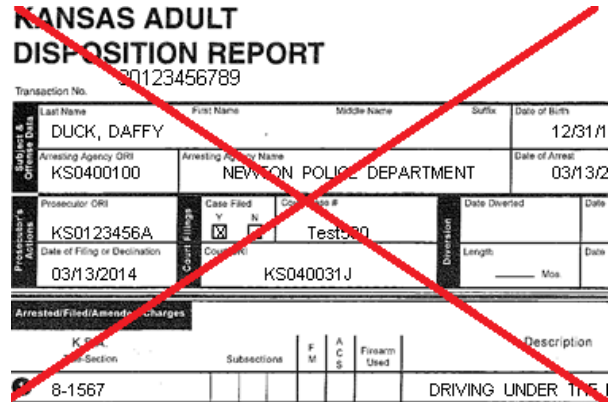 KANSAS ADULT
DISPOSITION REPORT
Transaction No. 30123456789
Subject & Offense Data
Last Name First Name Middle Name Suffix Date of Birth
DUCK, DAFFY 12/31/1
Arresting Agency ORI Arresting Agency Name Date of Arrest
KS0400100 NEWTON POLICE DEPARTMENT 03/13/2
Prosecutor's Actions
Prosecutor ORI
KS0123456A
Date of Filing or Declination
03/13/2014
Court Filings
Case Filed
Y N
Test530
Court ORI
KS040031J
Diversion
Date Diverted Date
Length Date
Mos.
Arrested/Filed/Amended Charges
K.S.A.
Title-Section Subsections F M A C S Firearm Used Description
8-1567 DRIVING UNDER THE